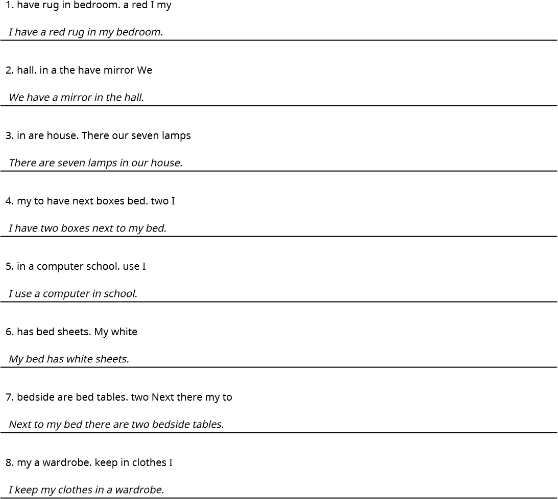 1. have rug in bedroom. a red I my
I have a red rug in my bedroom.
2. hall. in a the have mirror We
We have a mirror in the hall.
3. in are house. There our seven lamps
There are seven lamps in our house.
4. my to have next boxes bed. two I
I have two boxes next to my bed.
5. in a computer school. use I
I use a computer in school.
6. has bed sheets. My white
My bed has white sheets.
7. bedside are bed tables. two Next there my to
Next to my bed there are two bedside tables.
8. my a wardrobe. keep in clothes I
I keep my clothes in a wardrobe.